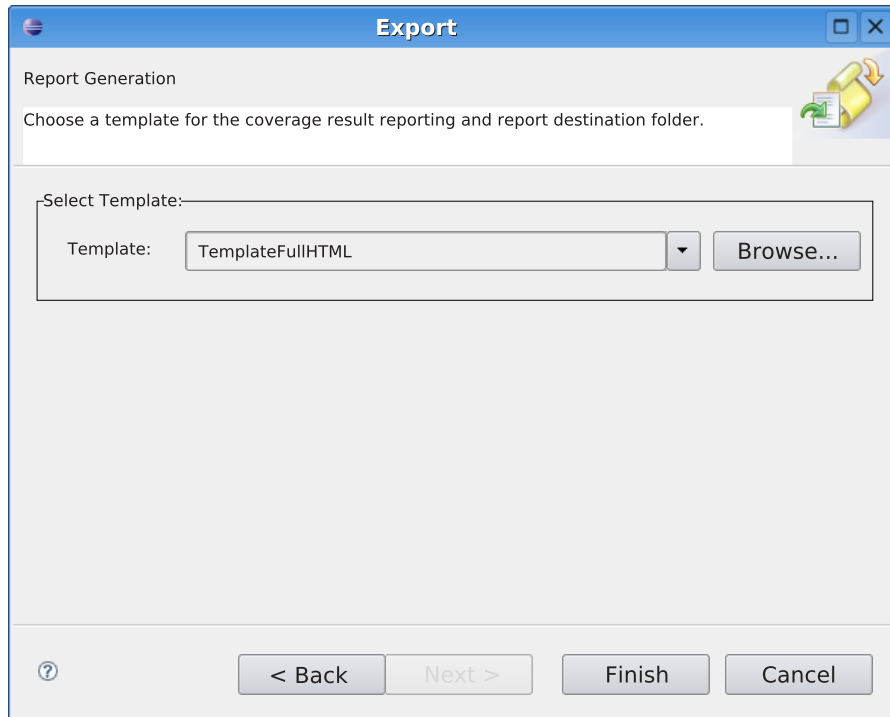 Export
Report Generation
Choose a template for the coverage result reporting and report destination folder.
Select Template:
Template: TemplateFullHTML Browse...
? < Back Next > Finish Cancel